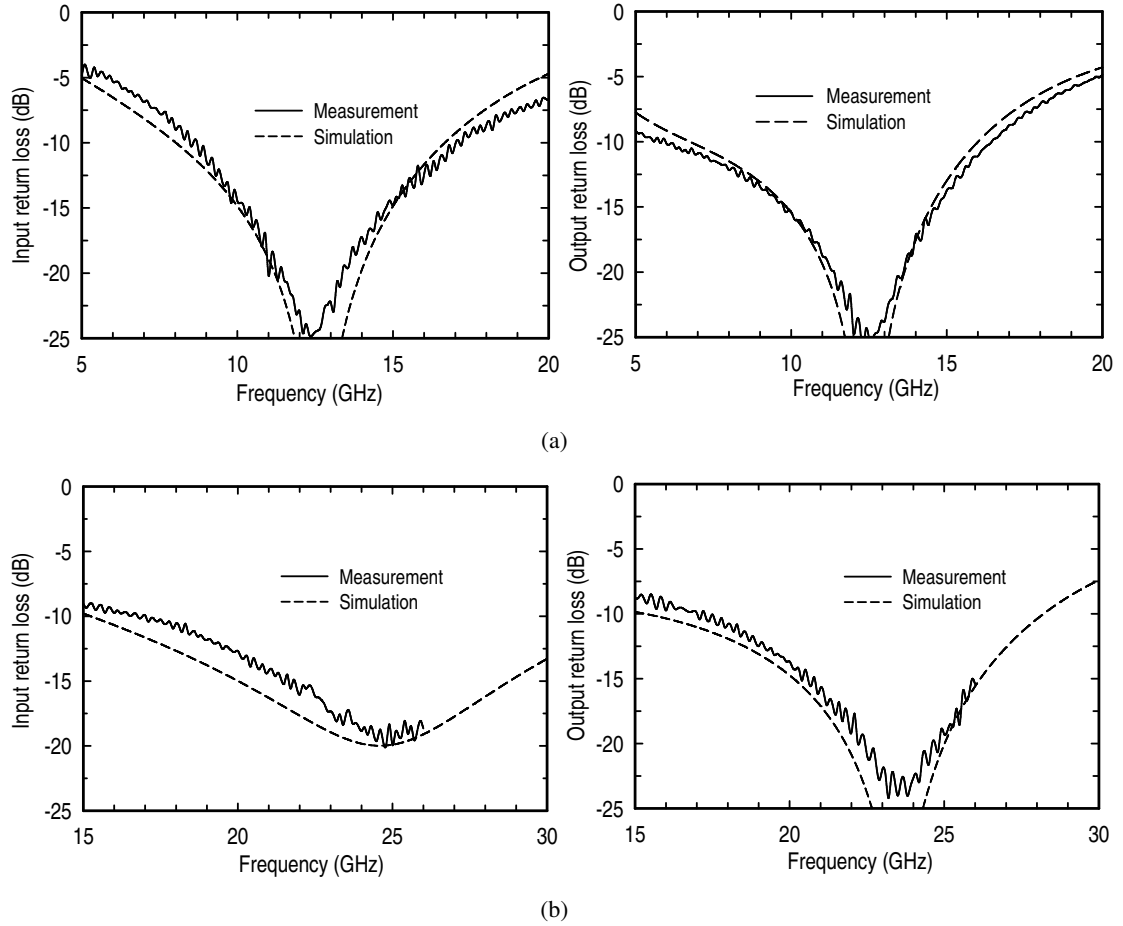 0
-5
-10
-15
-20
-25
Input return loss (dB)
Measurement
Simulation
5
10
15
20
Frequency (GHz)
0
-5
-10
-15
-20
-25
Output return loss (dB)
Measurement
Simulation
5
10
15
20
Frequency (GHz)
(a)
0
-5
-10
-15
-20
-25
Input return loss (dB)
Measurement
Simulation
15
20
25
30
Frequency (GHz)
0
-5
-10
-15
-20
-25
Output return loss (dB)
Measurement
Simulation
15
20
25
30
Frequency (GHz)
(b)